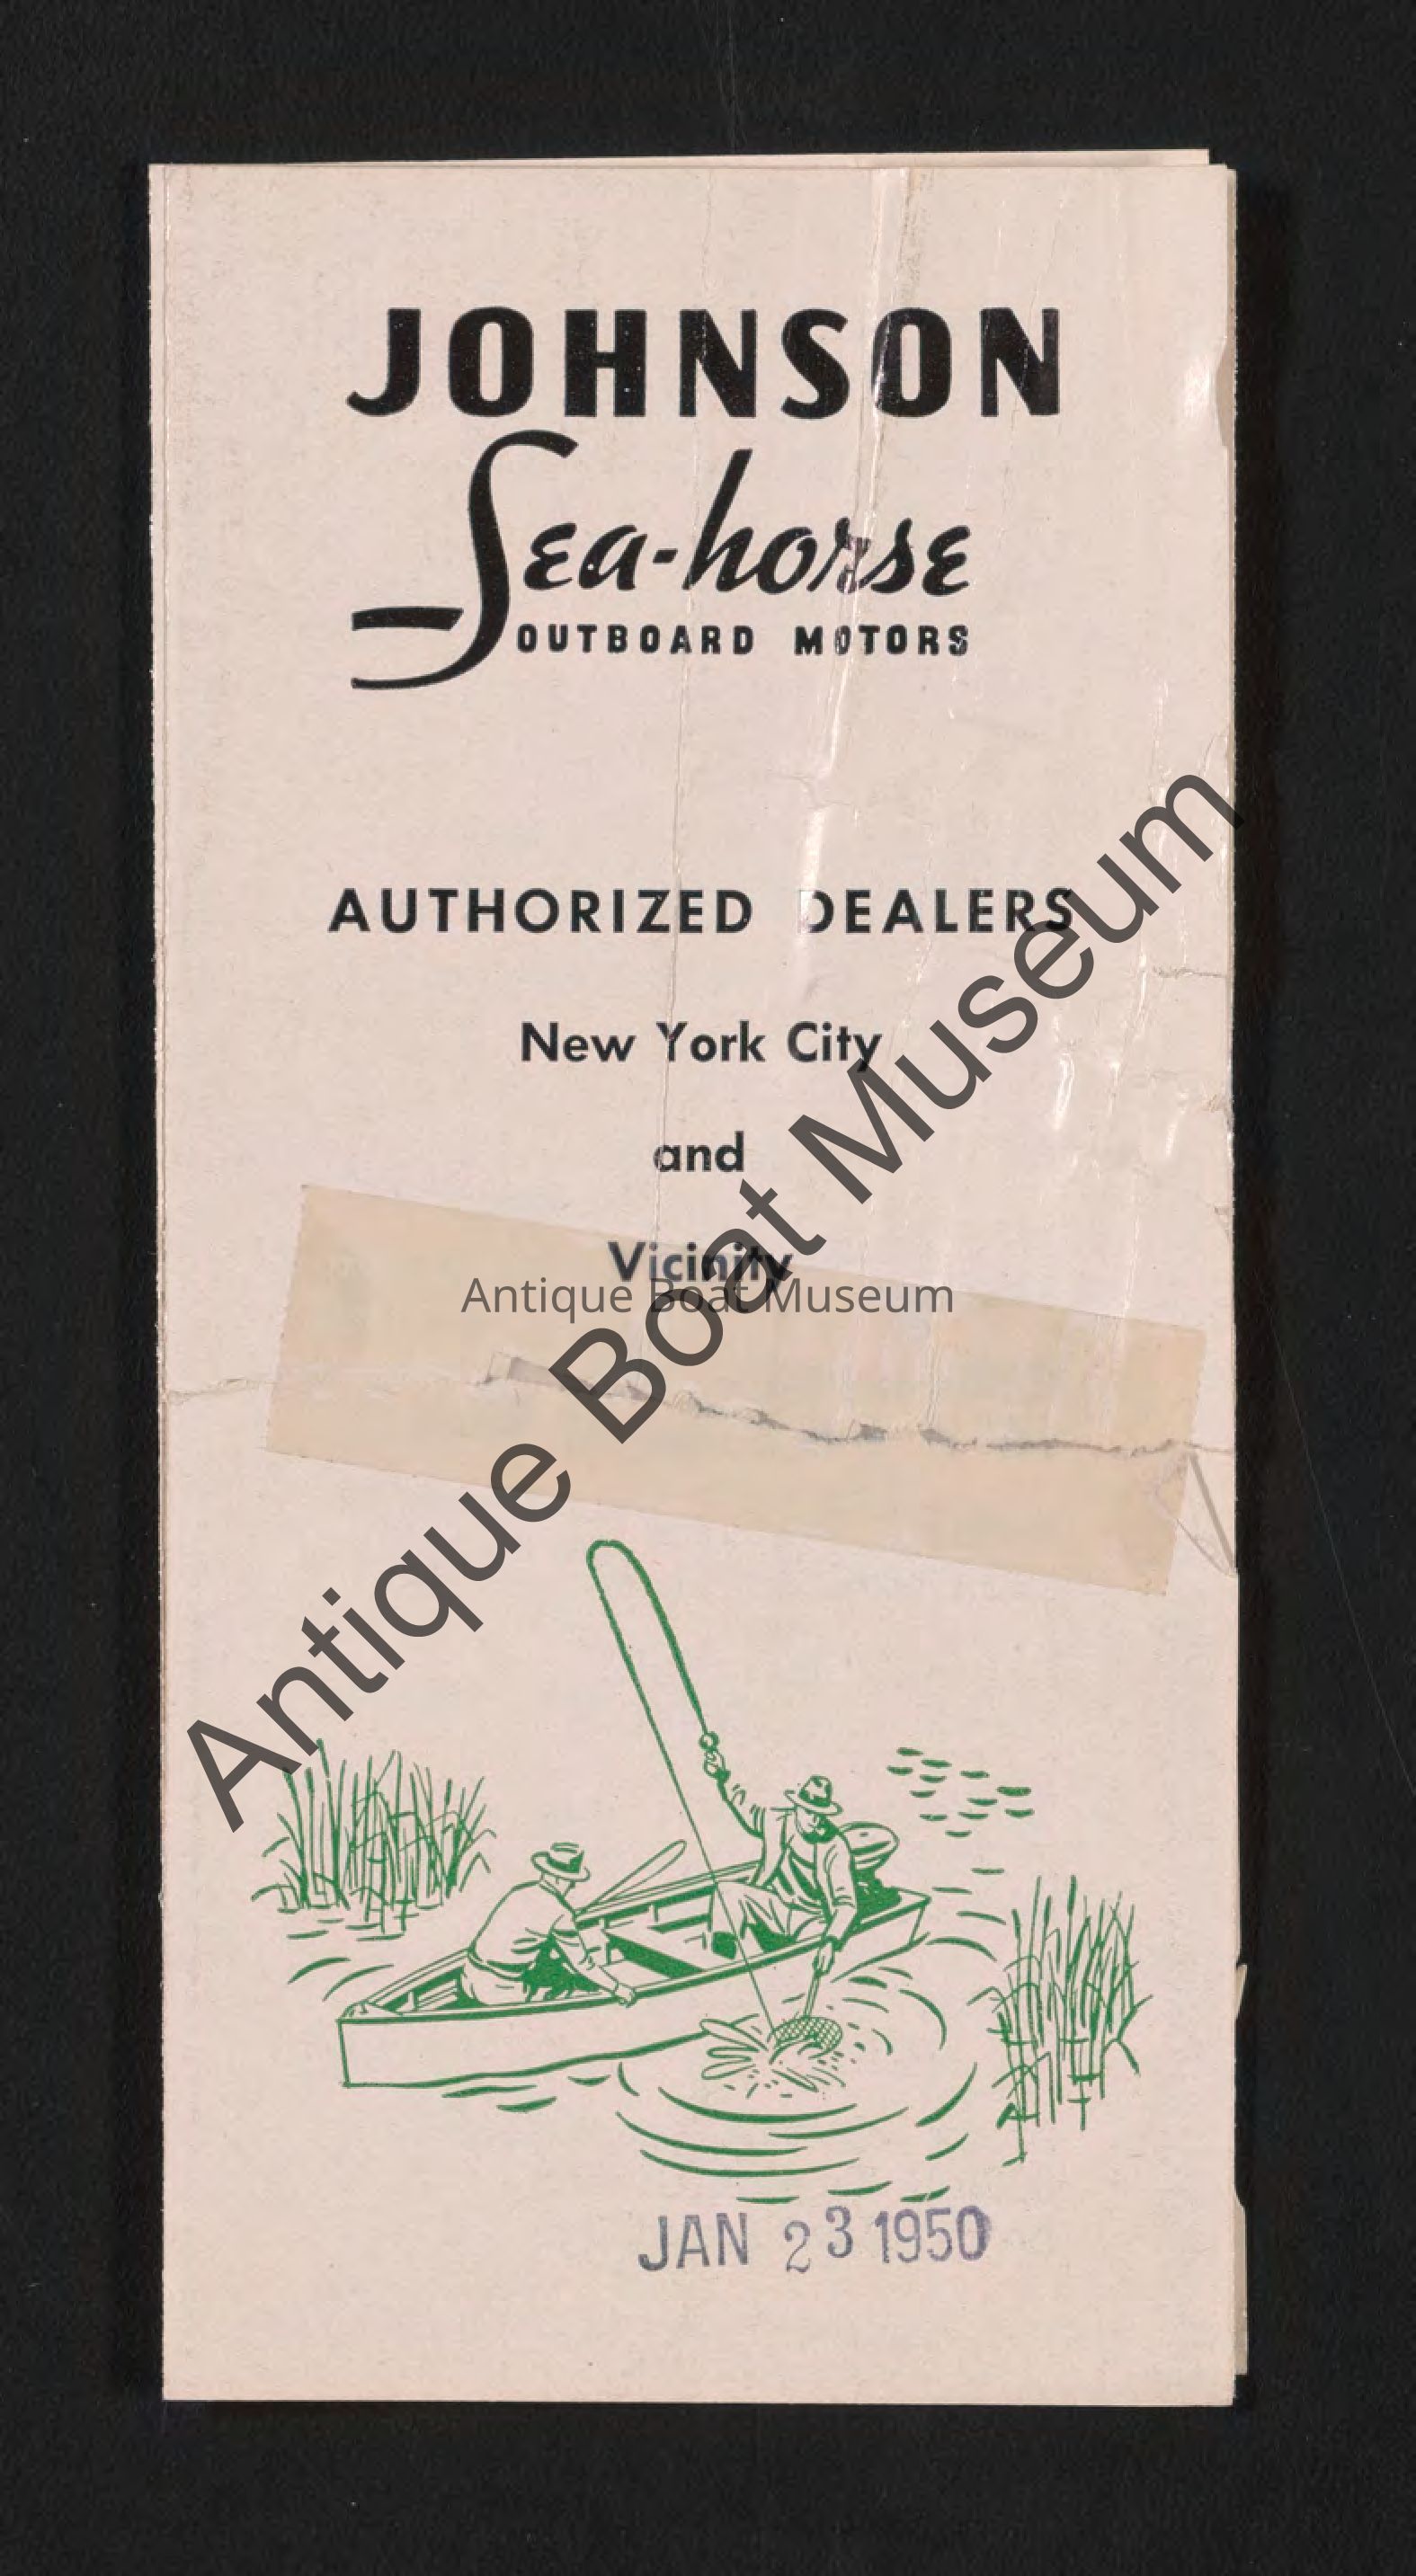 JOHNSON
Sea-horse
OUTBOARD MOTORS
AUTHORIZED DEALERS
New York City
and
Vicinity
Antique Boat Museum
Antique Boat Museum
JAN 23 1950